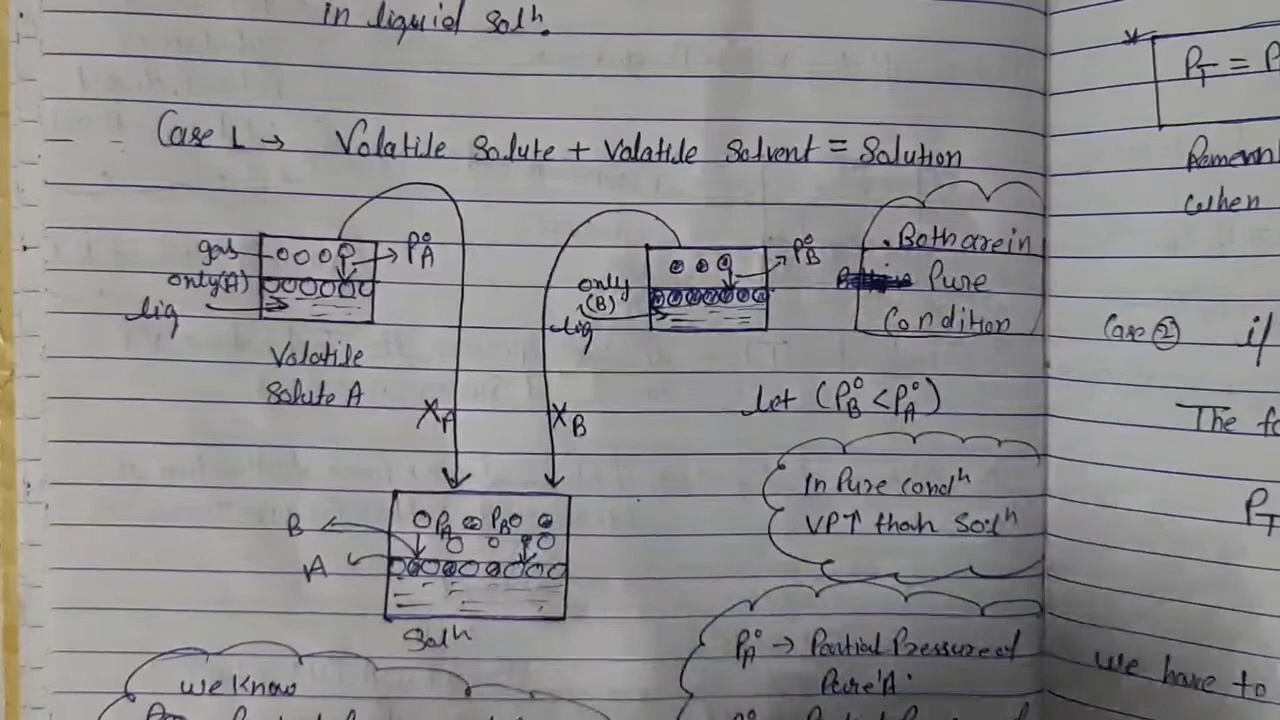 in liquid Solⁿ.
Case 1 → Volatile Solute + Volatile Solvent = Solution
gas → P°A
only (A)
liq
Volatile
Solute A
only
(B)
liq
→ P°B
. Both are in
Pure
Condition
Let (P°B < P°A)
XA
XB
In Pure condⁿ
VP↑ than Solⁿ
B
A
PA
PB
Solⁿ
P°A → Partial Pressure of
Pure 'A'
we know
*
PT = P
when
Case ② if
The fo
PT
we have to